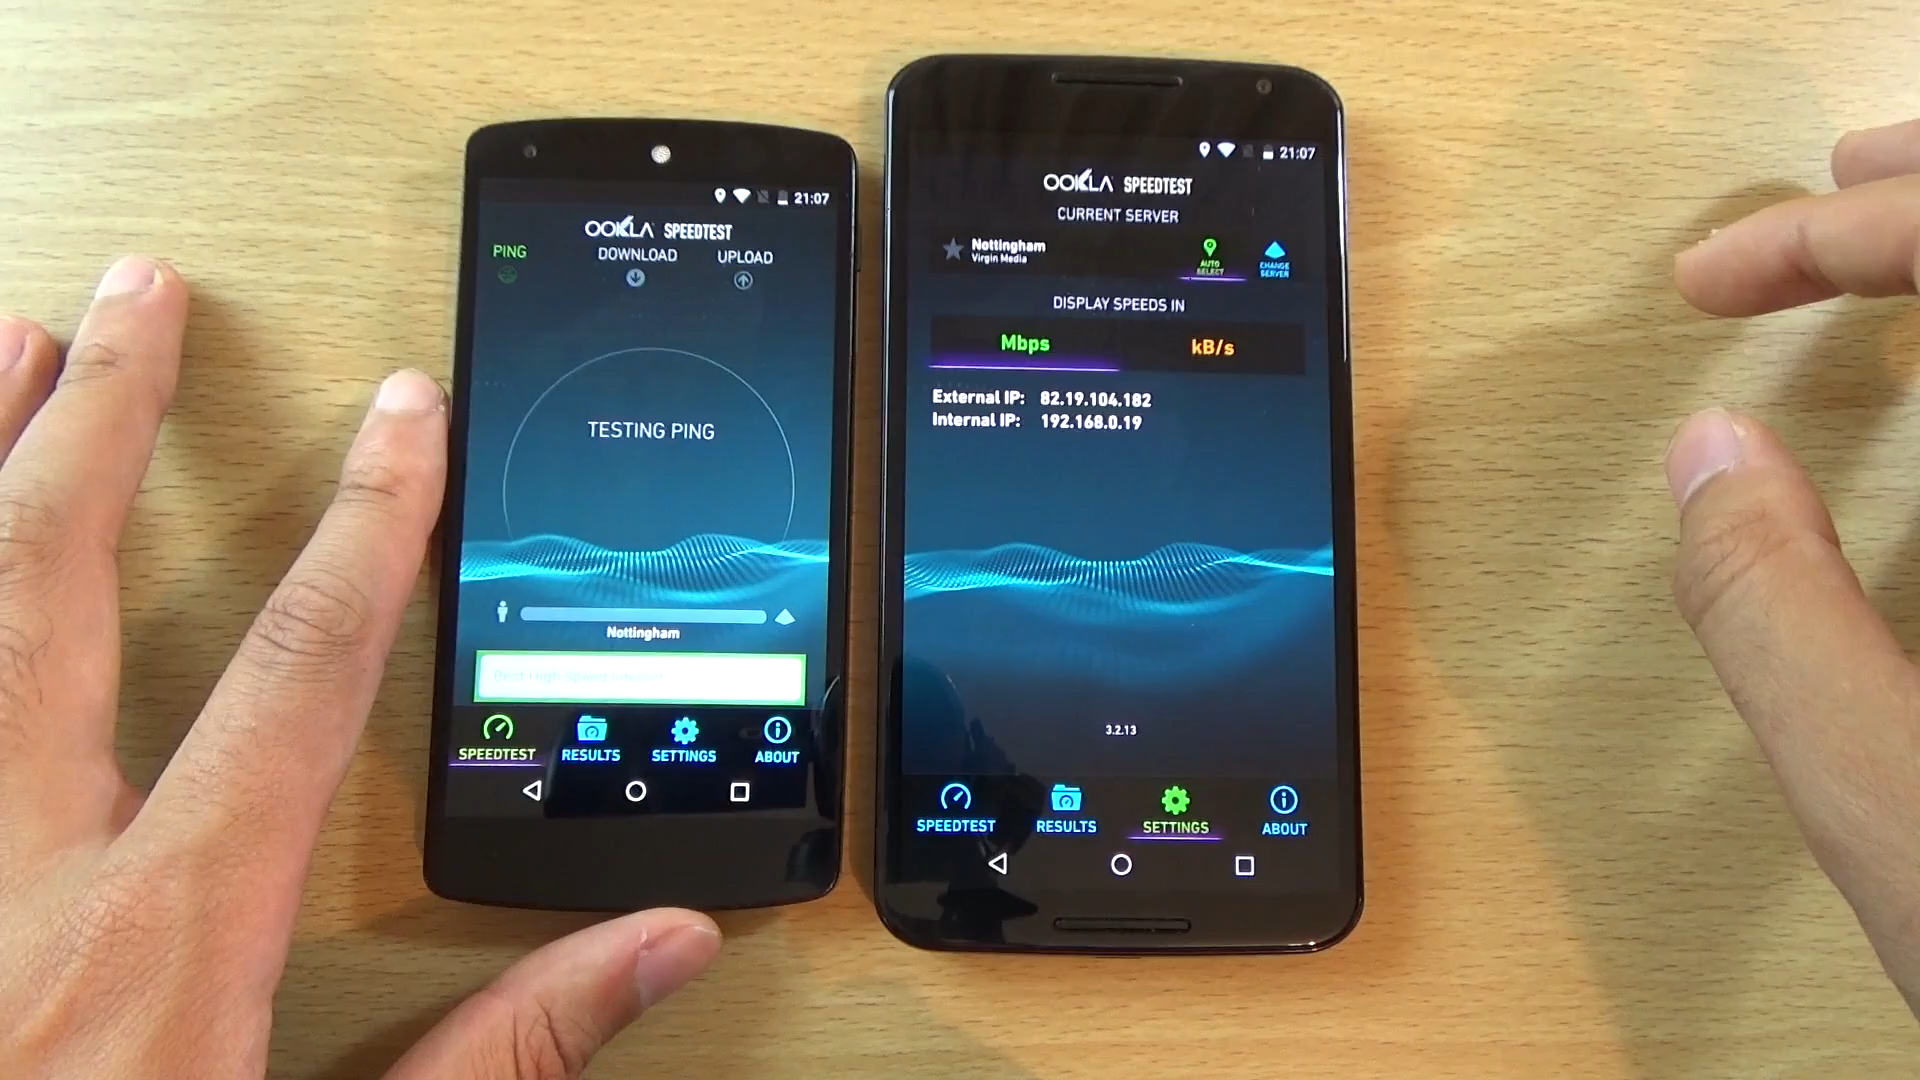 21:07
OOKLA SPEEDTEST
PING DOWNLOAD UPLOAD
TESTING PING
Nottingham
SPEEDTEST RESULTS SETTINGS ABOUT
21:07
OOKLA SPEEDTEST
CURRENT SERVER
Nottingham
Virgin Media
AUTO SELECT
CHANGE SERVER
DISPLAY SPEEDS IN
Mbps kB/s
External IP: 82.19.104.182
Internal IP: 192.168.0.19
3.2.13
SPEEDTEST RESULTS SETTINGS ABOUT